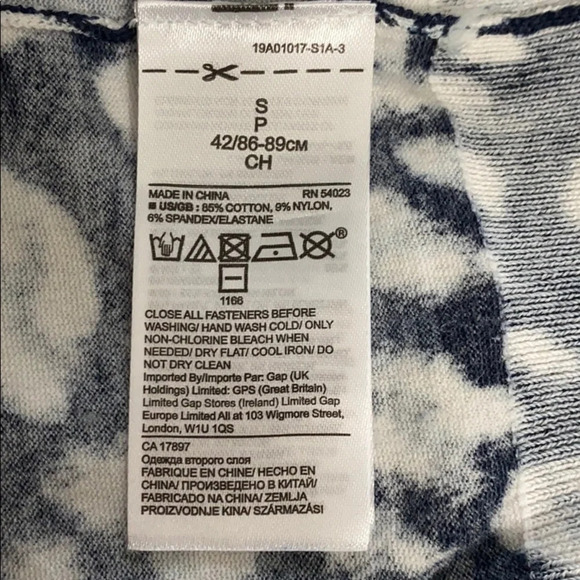 19A01017-S1A-3
S
P
42/86-89CM
CH
MADE IN CHINA RN 54023
■ US/GB : 85% COTTON, 9% NYLON,
6% SPANDEX/ELASTANE
®
1166
CLOSE ALL FASTENERS BEFORE
WASHING/ HAND WASH COLD/ ONLY
NON-CHLORINE BLEACH WHEN
NEEDED/ DRY FLAT/ COOL IRON/ DO
NOT DRY CLEAN
Imported By/Importe Par: Gap (UK
Holdings) Limited: GPS (Great Britain)
Limited Gap Stores (Ireland) Limited Gap
Europe Limited All at 103 Wigmore Street,
London, W1U 1QS
CA 17897
Одежда второго слоя
FABRIQUE EN CHINE/ HECHO EN
CHINA/ ПРОИЗВЕДЕНО В КИТАЙ/
FABRICADO NA CHINA/ ZEMLJA
PROIZVODNJE KINA/ SZÁRMAZÁSI